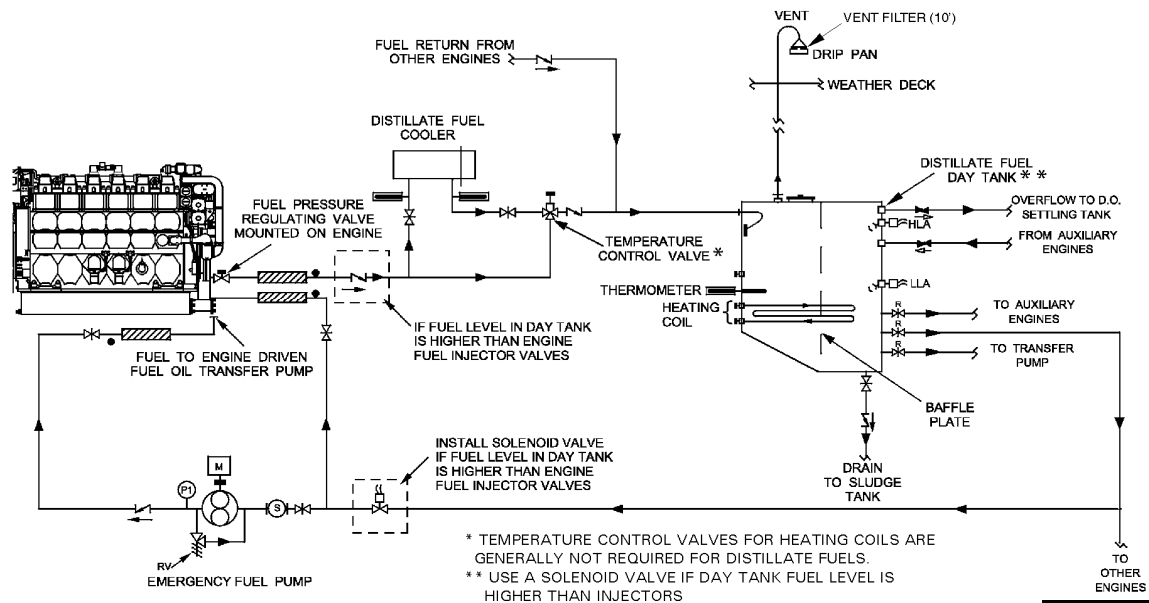 VENT
VENT FILTER (10')
DRIP PAN
WEATHER DECK
FUEL RETURN FROM
OTHER ENGINES
DISTILLATE FUEL
COOLER
DISTILLATE FUEL
DAY TANK * *
FUEL PRESSURE
REGULATING VALVE
MOUNTED ON ENGINE
OVERFLOW TO D.O.
SETTLING TANK
HLA
FROM AUXILIARY
ENGINES
TEMPERATURE
CONTROL VALVE *
THERMOMETER
LLA
HEATING
COIL
R
TO AUXILIARY
ENGINES
R
R
TO TRANSFER
PUMP
IF FUEL LEVEL IN DAY TANK
IS HIGHER THAN ENGINE
FUEL INJECTOR VALVES
FUEL TO ENGINE DRIVEN
FUEL OIL TRANSFER PUMP
BAFFLE
PLATE
INSTALL SOLENOID VALVE
IF FUEL LEVEL IN DAY TANK
IS HIGHER THAN ENGINE
FUEL INJECTOR VALVES
DRAIN
TO SLUDGE
TANK
M
P1
S
RV
EMERGENCY FUEL PUMP
* TEMPERATURE CONTROL VALVES FOR HEATING COILS ARE
GENERALLY NOT REQUIRED FOR DISTILLATE FUELS.
* * USE A SOLENOID VALVE IF DAY TANK FUEL LEVEL IS
HIGHER THAN INJECTORS
TO
OTHER
ENGINES